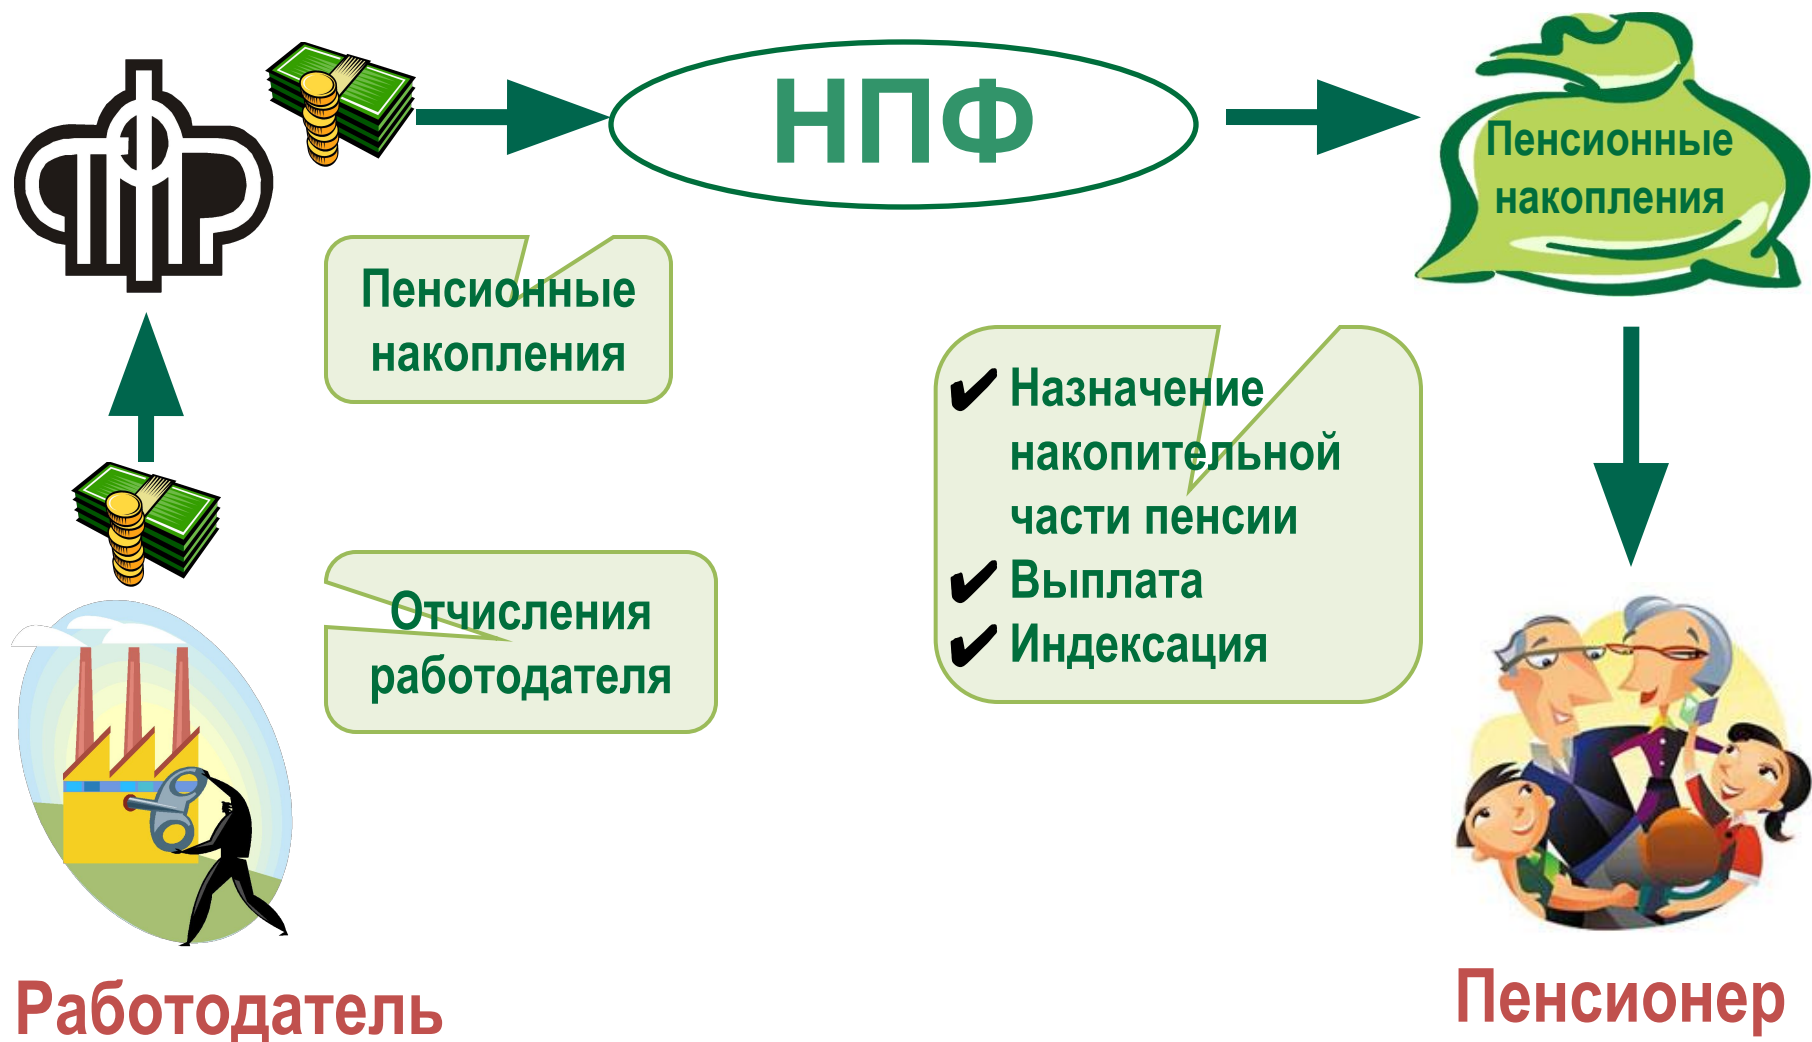 НПФ
Пенсионные
накопления
Пенсионные
накопления
Назначение
накопительной
части пенсии
Выплата
Индексация
Отчисления
работодателя
Работодатель
Пенсионер